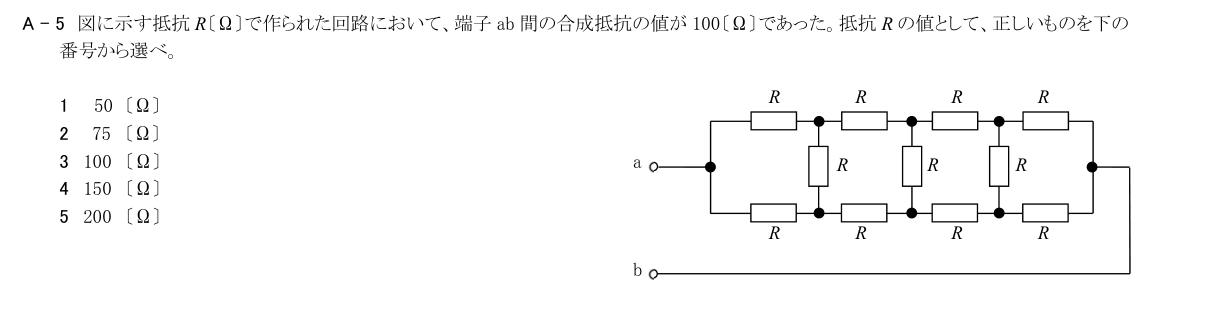 A－5 図に示す抵抗 R〔Ω〕で作られた回路において、端子 ab 間の合成抵抗の値が 100〔Ω〕であった。抵抗 R の値として、正しいものを下の
番号から選べ。
1 50 〔Ω〕
2 75 〔Ω〕
3 100 〔Ω〕
4 150 〔Ω〕
5 200 〔Ω〕
R R R R
a R R R
R R R R
b